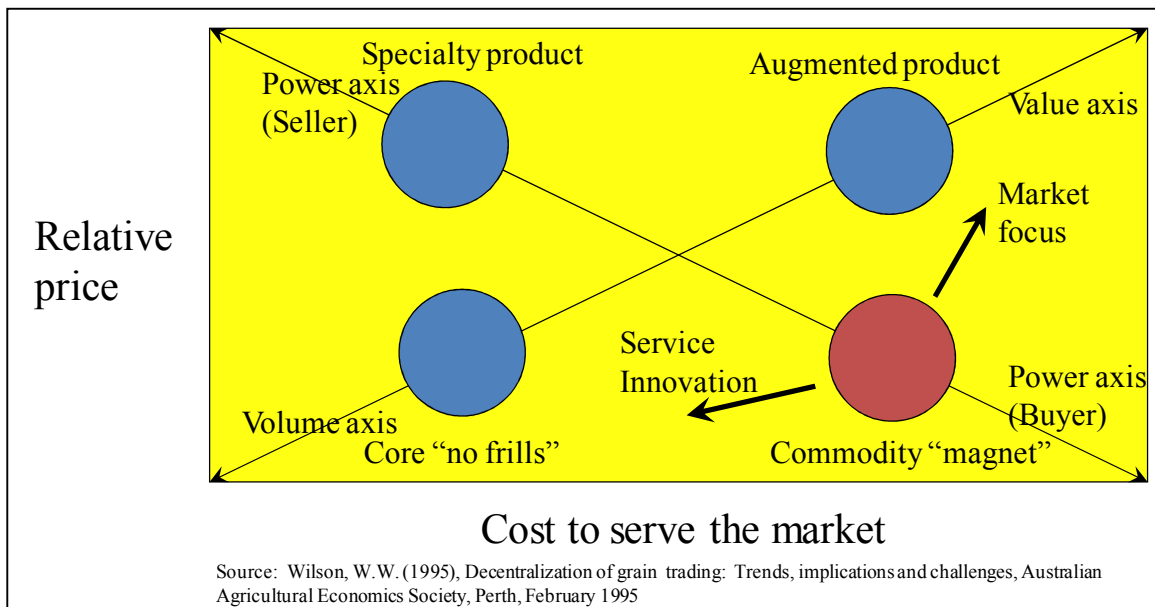 Specialty product
Augmented product
Power axis
(Seller)
Value axis
Market
focus
Relative
price
Service
Innovation
Power axis
(Buyer)
Volume axis
Core “no frills”
Commodity “magnet”
Cost to serve the market
Source: Wilson, W.W. (1995), Decentralization of grain trading: Trends, implications and challenges, Australian
Agricultural Economics Society, Perth, February 1995